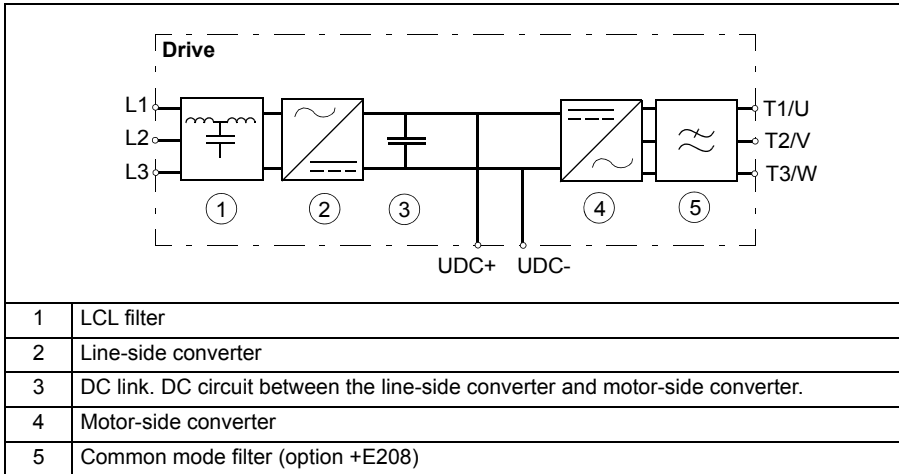 Drive
L1
L2
L3
T1/U
T2/V
T3/W
1 2 3 4 5
UDC+ UDC-
1 LCL filter
2 Line-side converter
3 DC link. DC circuit between the line-side converter and motor-side converter.
4 Motor-side converter
5 Common mode filter (option +E208)